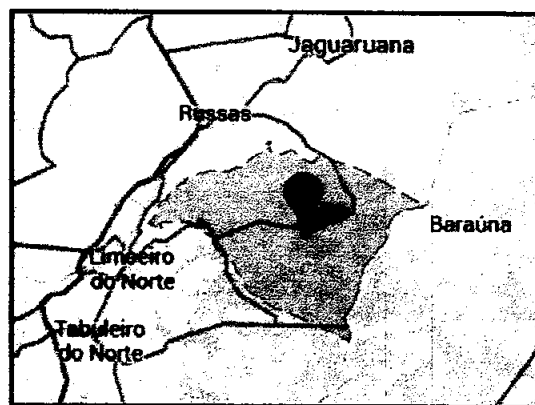 Jaguaruana
Russas
Baraúna
Limoeiro
do Norte
Tabuleiro
do Norte